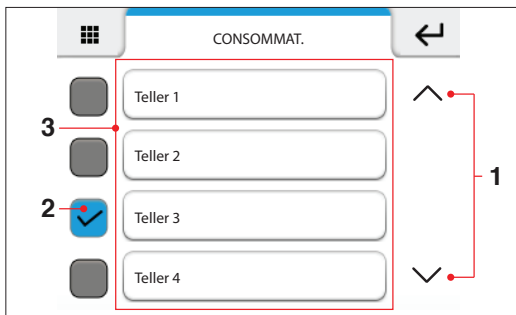 CONSOMMAT.
Teller 1
3
Teller 2
1
2
Teller 3
Teller 4